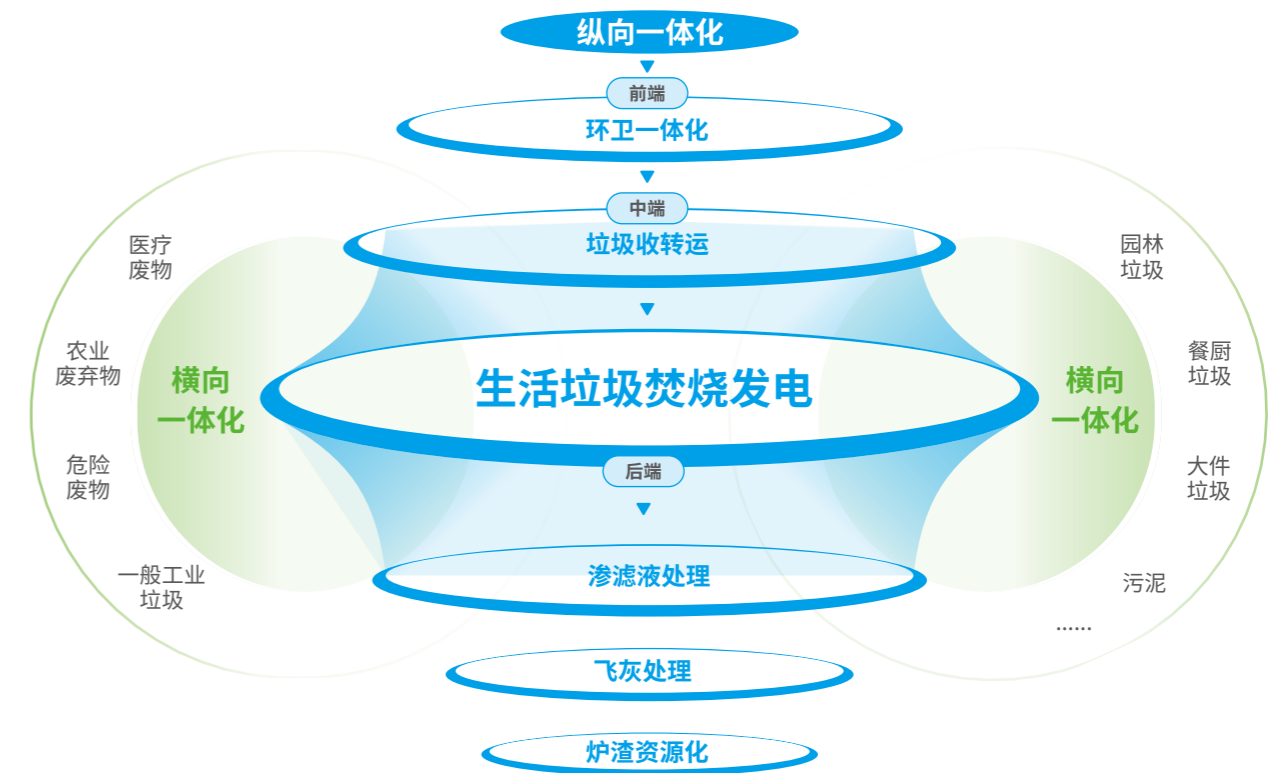 纵向一体化
前端
环卫一体化
中端
垃圾收转运
生活垃圾焚烧发电
后端
渗滤液处理
飞灰处理
炉渣资源化
横向
一体化
医疗
废物
农业
废弃物
危险
废物
一般工业
垃圾
横向
一体化
园林
垃圾
餐厨
垃圾
大件
垃圾
污泥
......